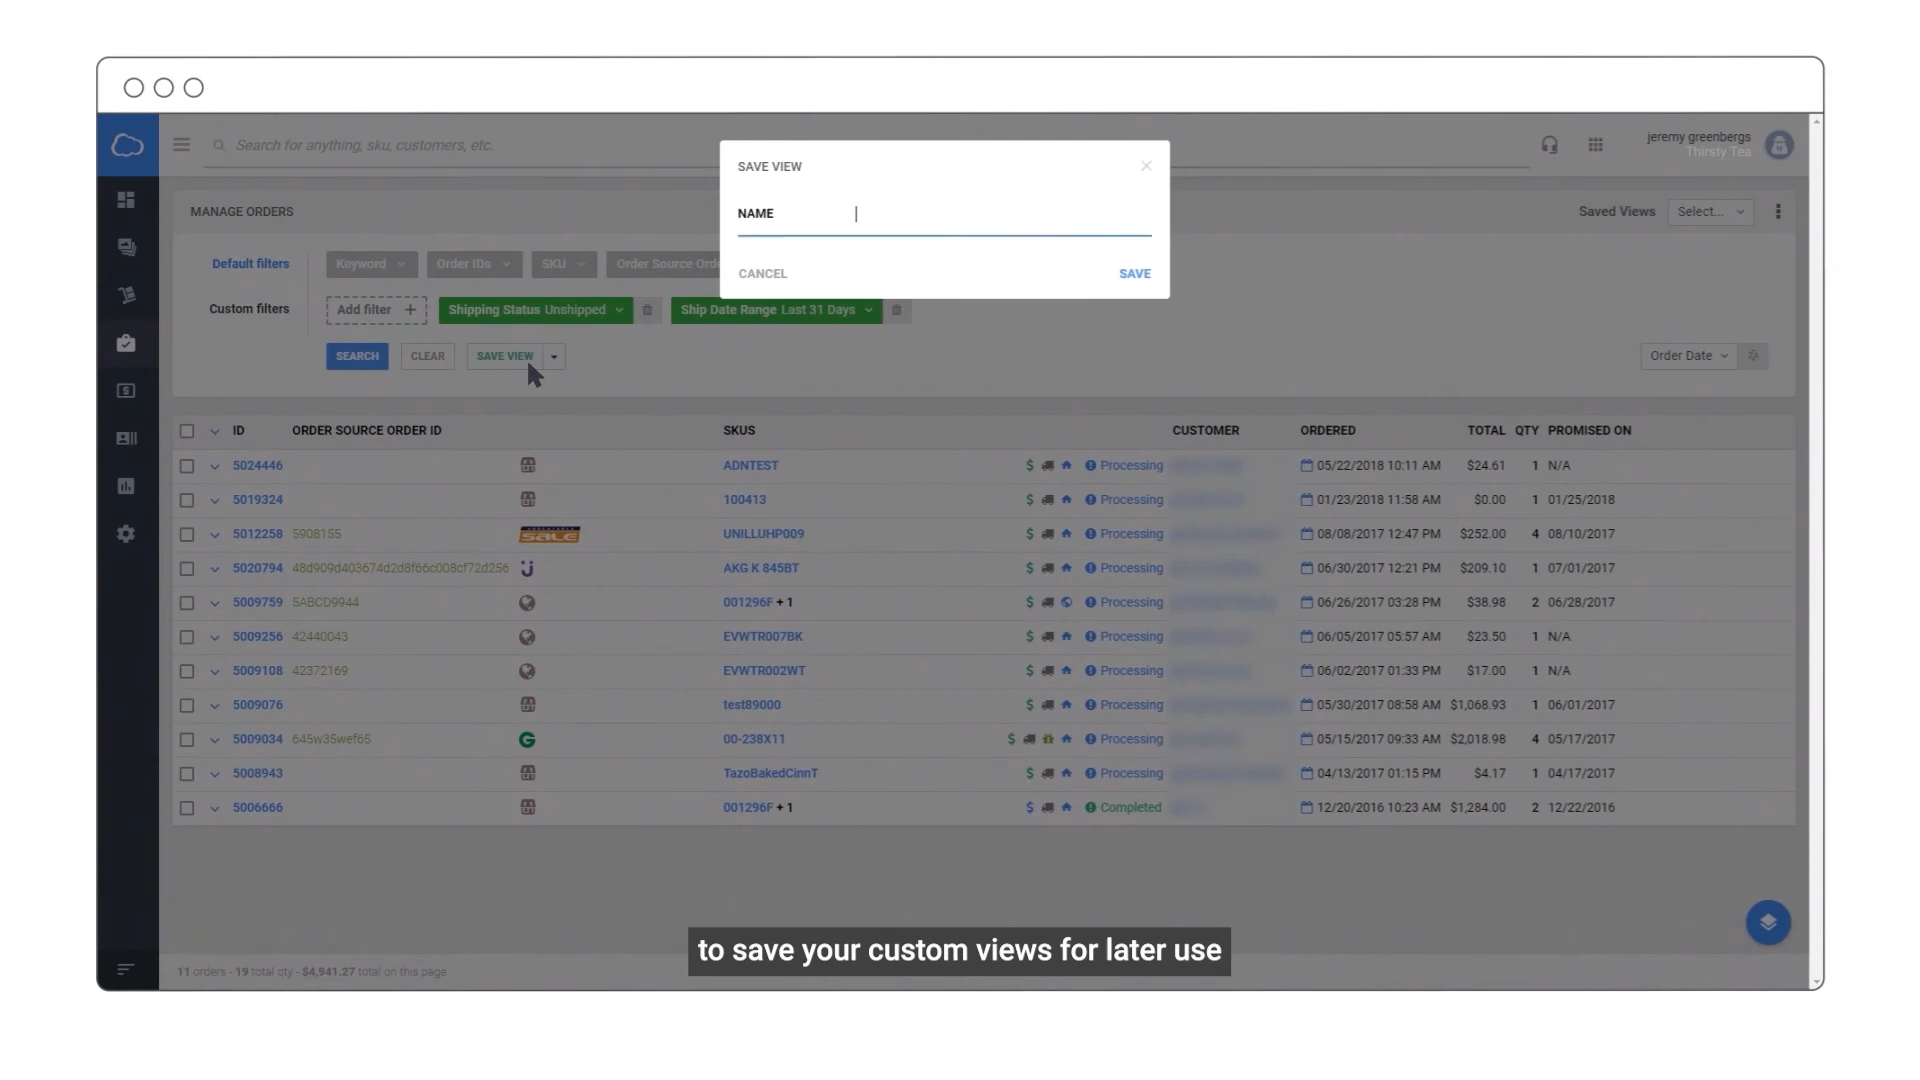 Search for anything, sku, customers, etc.
jeremy greenbergs
Thirsty Tea
SAVE VIEW
NAME
CANCEL SAVE
MANAGE ORDERS Saved Views Select...
Default filters Keyword Order IDs SKU Order Source Orde
Custom filters Add filter + Shipping Status Unshipped Ship Date Range Last 31 Days
SEARCH CLEAR SAVE VIEW Order Date
ID ORDER SOURCE ORDER ID SKUS CUSTOMER ORDERED TOTAL QTY PROMISED ON
5024446 ADNTEST $ Processing 05/22/2018 10:11 AM $24.61 1 N/A
5019324 100413 $ Processing 01/23/2018 11:58 AM $0.00 1 01/25/2018
5012258 5908155 SALE UNILLUHP009 $ Processing 08/08/2017 12:47 PM $252.00 4 08/10/2017
5020794 48d909d403674d2d8f66c008cf72d256 AKG K 845BT $ Processing 06/30/2017 12:21 PM $209.10 1 07/01/2017
5009759 5ABCD9944 001296F + 1 $ Processing 06/26/2017 03:28 PM $38.98 2 06/28/2017
5009256 42440043 EVWTR007BK $ Processing 06/05/2017 05:57 AM $23.50 1 N/A
5009108 42372169 EVWTR002WT $ Processing 06/02/2017 01:33 PM $17.00 1 N/A
5009076 test89000 $ Processing 05/30/2017 08:58 AM $1,068.93 1 06/01/2017
5009034 645w35wef65 G 00-238X11 $ Processing 05/15/2017 09:33 AM $2,018.98 4 05/17/2017
5008943 TazoBakedCinnT $ Processing 04/13/2017 01:15 PM $4.17 1 04/17/2017
5006666 001296F + 1 $ Completed 12/20/2016 10:23 AM $1,284.00 2 12/22/2016
to save your custom views for later use
11 orders - 19 total qty - $4,941.27 total on this page